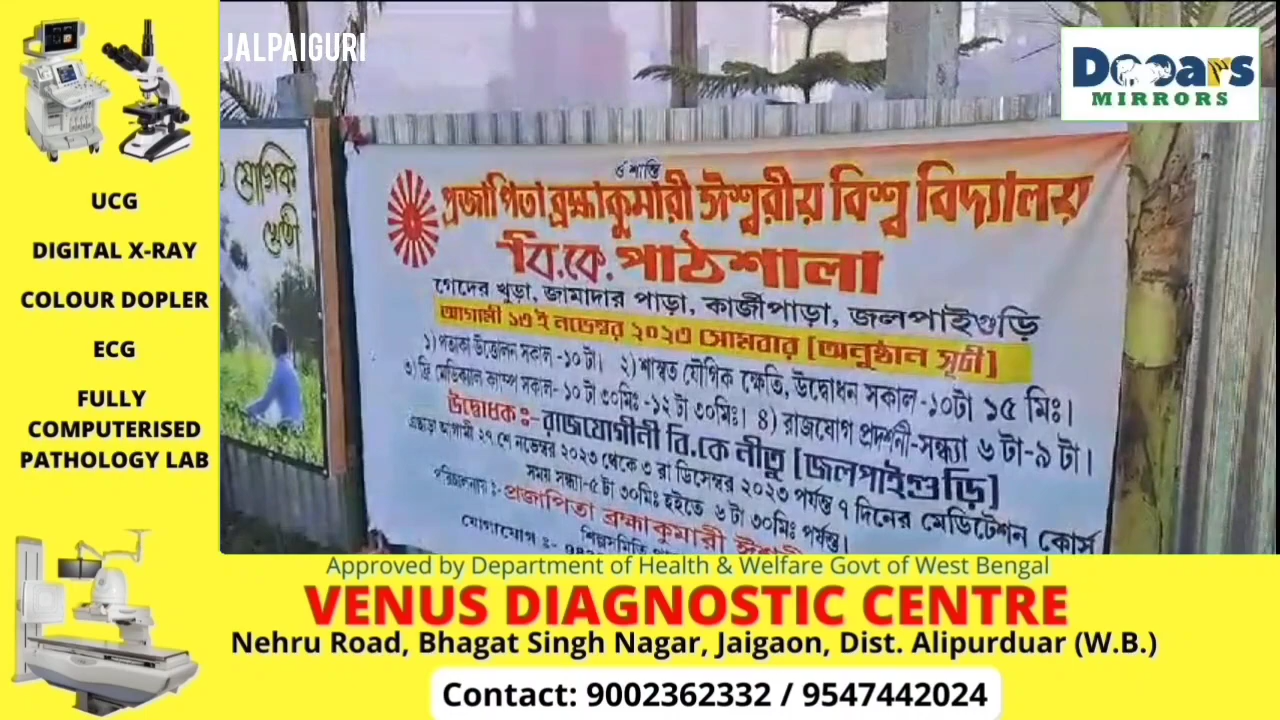 JALPAIGURI
Dooars
MIRRORS
UCG
DIGITAL X-RAY
COLOUR DOPLER
ECG
FULLY
COMPUTERISED
PATHOLOGY LAB
যোগিক
খেতী
ওঁ শান্তি
প্রজাপিতা ব্রহ্মাকুমারী ঈশ্বরীয় বিশ্ব বিদ্যালয়
বি.কে. পাঠশালা
গেদের খুড়া, জামাদার পাড়া, কাজীপাড়া, জলপাইগুড়ি
আগামী ১৩ই নভেম্বর ২০২৩ সোমবার [অনুষ্ঠান সূচী]
১) পতাকা উত্তোলন সকাল -১০ টা। ২) শাশ্বত যৌগিক ক্ষেতি, উদ্বোধন সকাল -১০টা ১৫ মিঃ।
৩) ফ্রি মেডিক্যাল ক্যাম্প সকাল- ১০ টা ৩০মিঃ -১২ টা ৩০মিঃ। ৪) রাজযোগ প্রদর্শনী-সন্ধ্যা ৬ টা-৯ টা।
উদ্বোধক ঃ- রাজযোগীনী বি.কে নীতু [জলপাইগুড়ি]
এছাড়া আগামী ২৭ শে নভেম্বর ২০২৩ থেকে ৩ রা ডিসেম্বর ২০২৩ পর্যন্ত ৭ দিনের মেডিটেশন কোর্স
সময় সন্ধ্যা-৫ টা ৩০মিঃ হইতে ৬ টা ৩০মিঃ পর্যন্ত।
পরিচালনায় ঃ- প্রজাপিতা ব্রহ্মাকুমারী
শিল্পসমিতি
যোগাযোগ ঃ-
Approved by Department of Health & Welfare Govt of West Bengal
VENUS DIAGNOSTIC CENTRE
Nehru Road, Bhagat Singh Nagar, Jaigaon, Dist. Alipurduar (W.B.)
Contact: 9002362332 / 9547442024